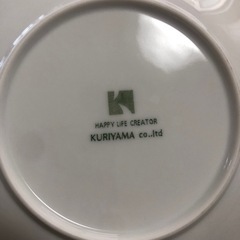 HAPPY LIFE CREATOR
KURIYAMA co.,ltd